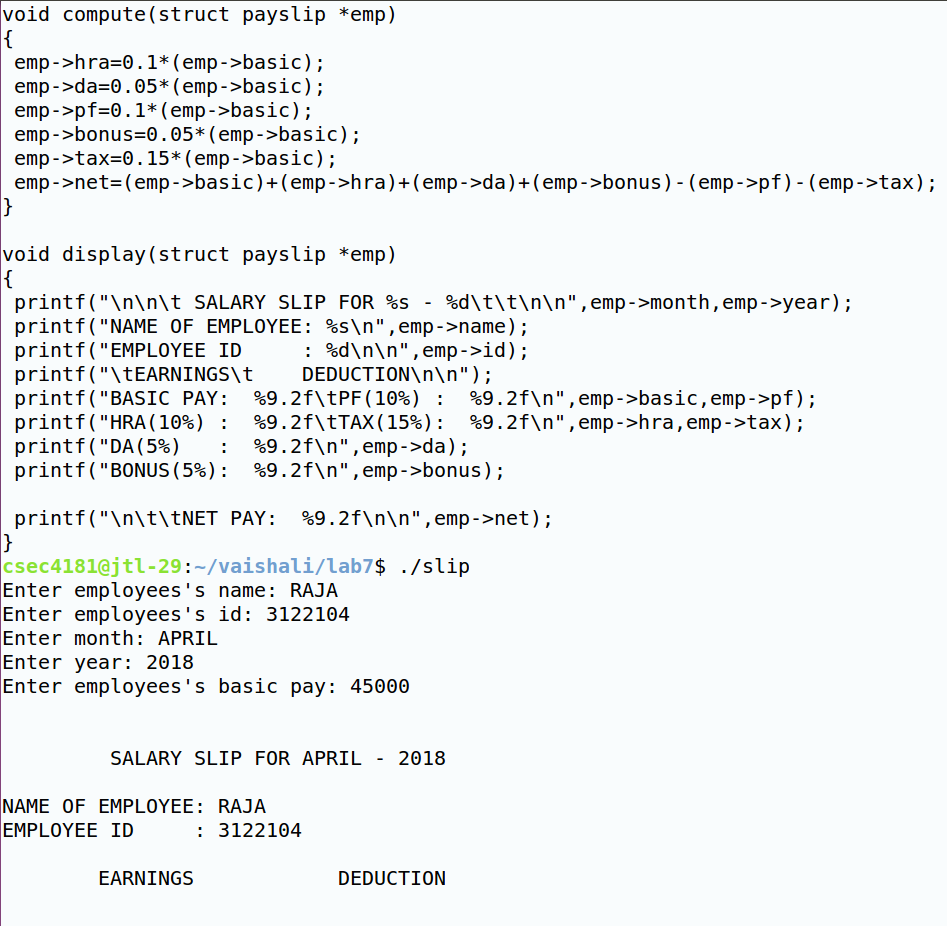 void compute(struct payslip *emp)
{
 emp->hra=0.1*(emp->basic);
 emp->da=0.05*(emp->basic);
 emp->pf=0.1*(emp->basic);
 emp->bonus=0.05*(emp->basic);
 emp->tax=0.15*(emp->basic);
 emp->net=(emp->basic)+(emp->hra)+(emp->da)+(emp->bonus)-(emp->pf)-(emp->tax);
}

void display(struct payslip *emp)
{
 printf("\n\n\t SALARY SLIP FOR %s - %d\t\t\n\n",emp->month,emp->year);
 printf("NAME OF EMPLOYEE: %s\n",emp->name);
 printf("EMPLOYEE ID     : %d\n\n",emp->id);
 printf("\tEARNINGS\t    DEDUCTION\n\n");
 printf("BASIC PAY:  %9.2f\tPF(10%) :  %9.2f\n",emp->basic,emp->pf);
 printf("HRA(10%) :  %9.2f\tTAX(15%):  %9.2f\n",emp->hra,emp->tax);
 printf("DA(5%)   :  %9.2f\n",emp->da);
 printf("BONUS(5%):  %9.2f\n",emp->bonus);

 printf("\n\t\tNET PAY:  %9.2f\n\n",emp->net);
}
csec4181@jtl-29:~/vaishali/lab7$ ./slip
Enter employees's name: RAJA
Enter employees's id: 3122104
Enter month: APRIL
Enter year: 2018
Enter employees's basic pay: 45000


         SALARY SLIP FOR APRIL - 2018

NAME OF EMPLOYEE: RAJA
EMPLOYEE ID     : 3122104

        EARNINGS            DEDUCTION